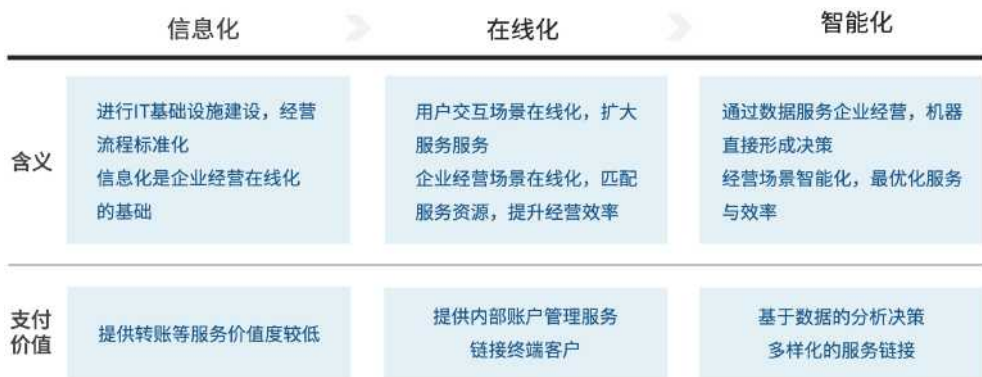 信息化
在线化
智能化
含义
进行IT基础设施建设，经营
流程标准化
信息化是企业经营在线化
的基础
用户交互场景在线化，扩大
服务服务
企业经营场景在线化，匹配
服务资源，提升经营效率
通过数据服务企业经营，机器
直接形成决策
经营场景智能化，最优化服务
与效率
支付
价值
提供转账等服务价值度较低
提供内部账户管理服务
链接终端客户
基于数据的分析决策
多样化的服务链接